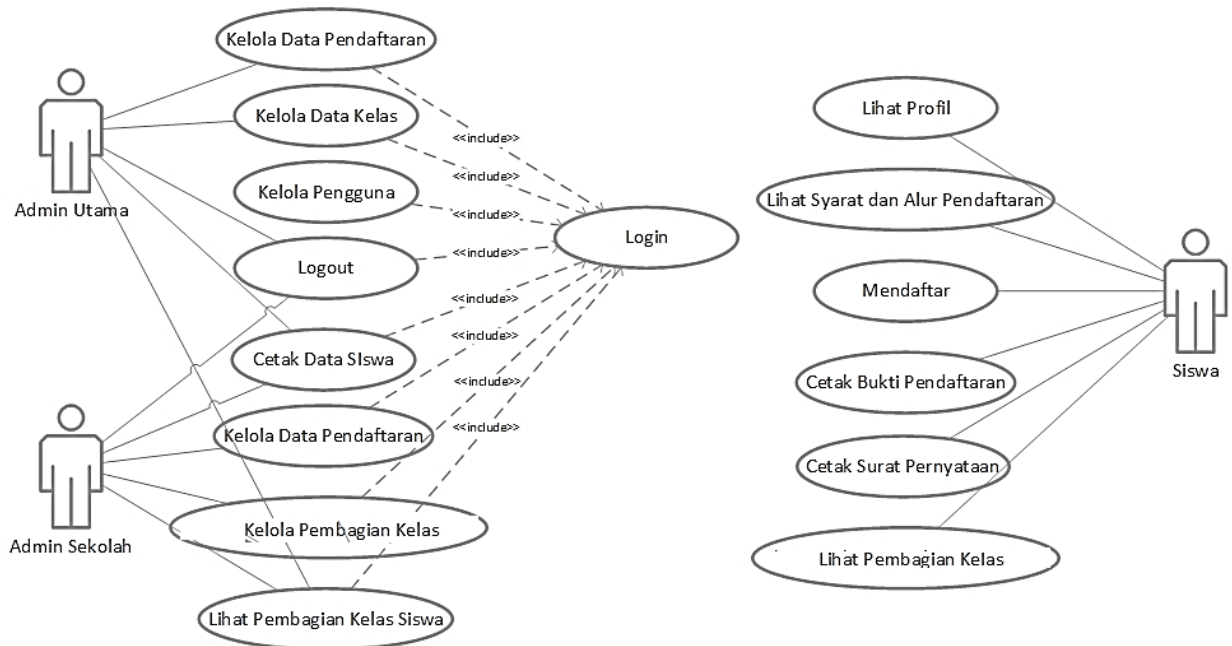 Kelola Data Pendaftaran
Kelola Data Kelas
Kelola Pengguna
Logout
Cetak Data SIswa
Kelola Data Pendaftaran
Kelola Pembagian Kelas
Lihat Pembagian Kelas Siswa
Admin Utama
Admin Sekolah
<<include>>
<<include>>
<<include>>
<<include>>
<<include>>
<<include>>
<<include>>
<<include>>
Login
Lihat Profil
Lihat Syarat dan Alur Pendaftaran
Mendaftar
Cetak Bukti Pendaftaran
Cetak Surat Pernyataan
Lihat Pembagian Kelas
Siswa